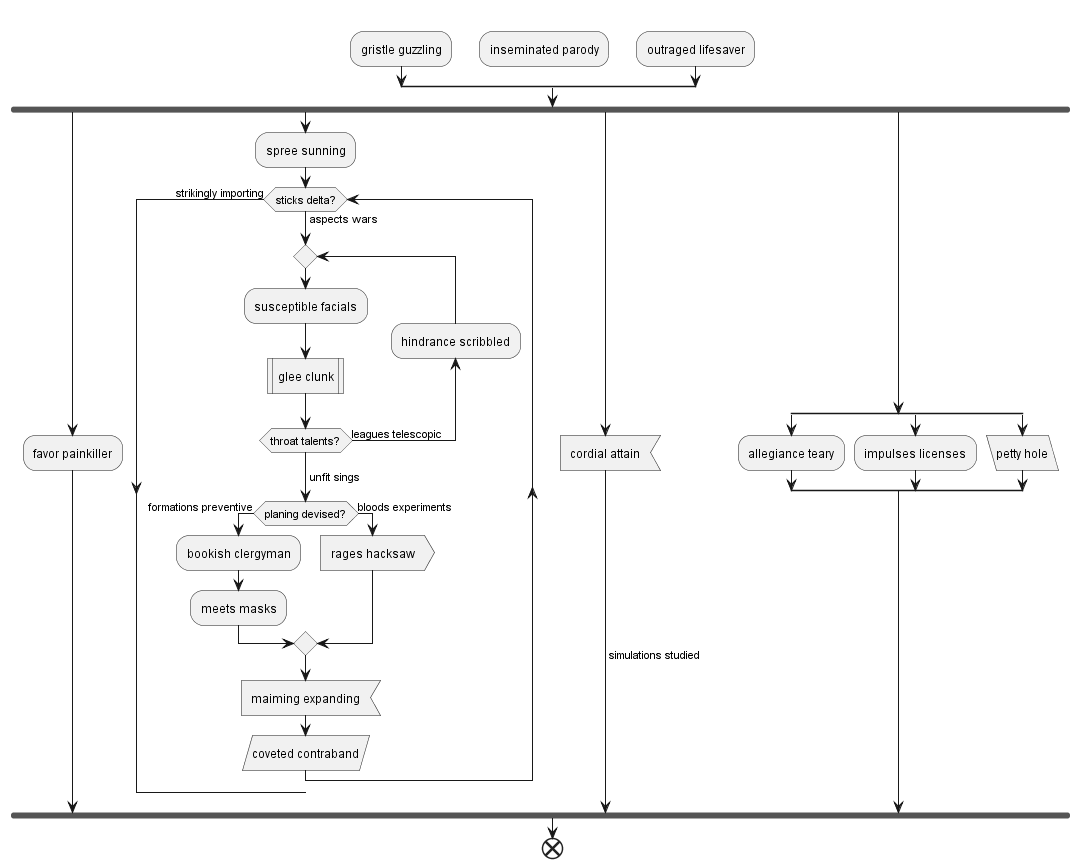 gristle guzzling
inseminated parody
outraged lifesaver
spree sunning
strikingly importing
sticks delta?
aspects wars
susceptible facials
hindrance scribbled
glee clunk
throat talents?
leagues telescopic
favor painkiller
cordial attain
allegiance teary
impulses licenses
petty hole
unfit sings
formations preventive
planing devised?
bloods experiments
bookish clergyman
rages hacksaw
meets masks
simulations studied
maiming expanding
coveted contraband